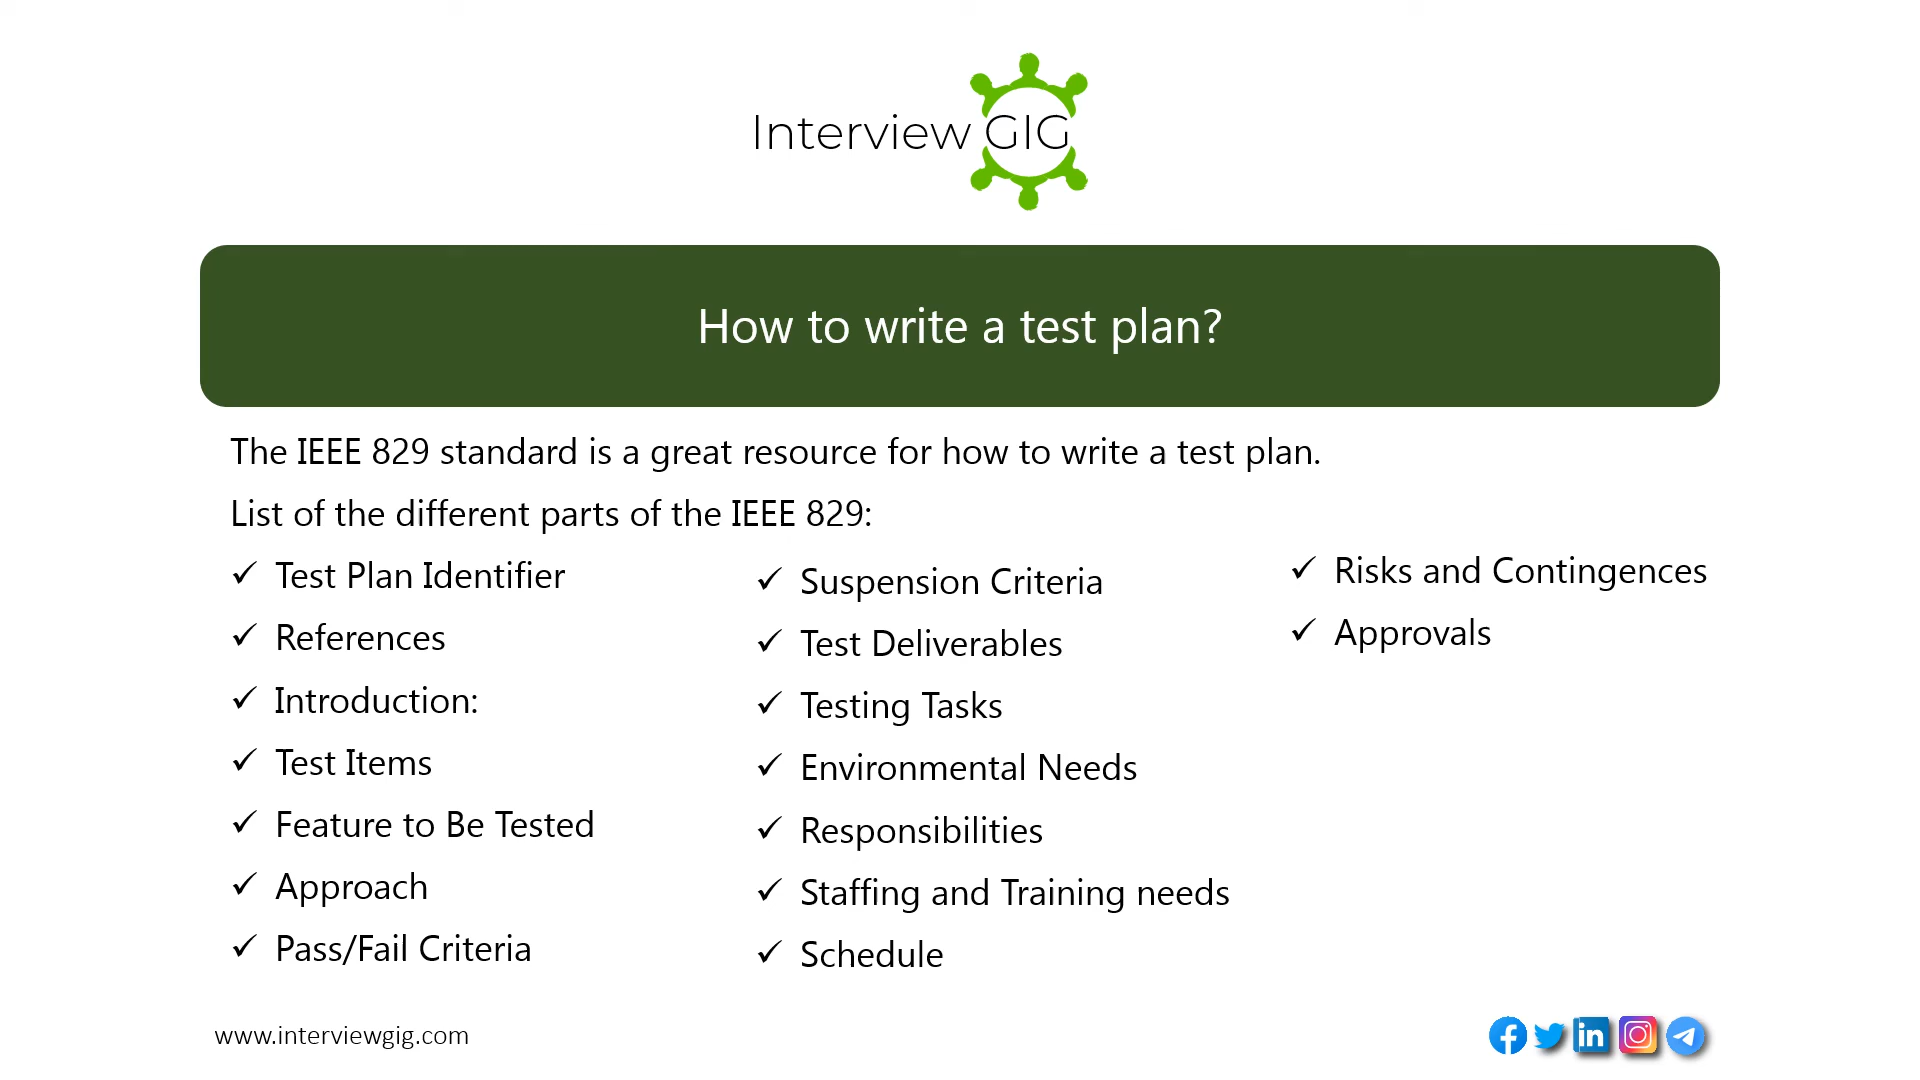 Interview GIG
How to write a test plan?
The IEEE 829 standard is a great resource for how to write a test plan.
List of the different parts of the IEEE 829:
✓ Test Plan Identifier
✓ References
✓ Introduction:
✓ Test Items
✓ Feature to Be Tested
✓ Approach
✓ Pass/Fail Criteria
✓ Suspension Criteria
✓ Test Deliverables
✓ Testing Tasks
✓ Environmental Needs
✓ Responsibilities
✓ Staffing and Training needs
✓ Schedule
✓ Risks and Contingences
✓ Approvals
www.interviewgig.com